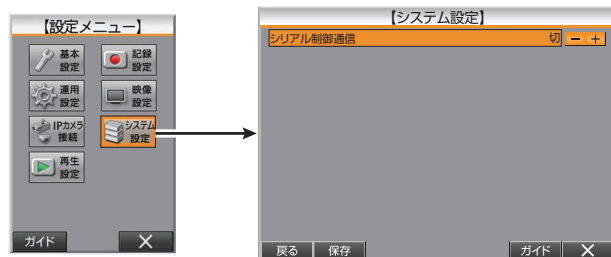 【設定メニュー】
基本
設定
記録
設定
運用
設定
映像
設定
IPカメラ
接続
システム
設定
再生
設定
ガイド
【システム設定】
シリアル制御通信 切 － ＋
戻る 保存 ガイド